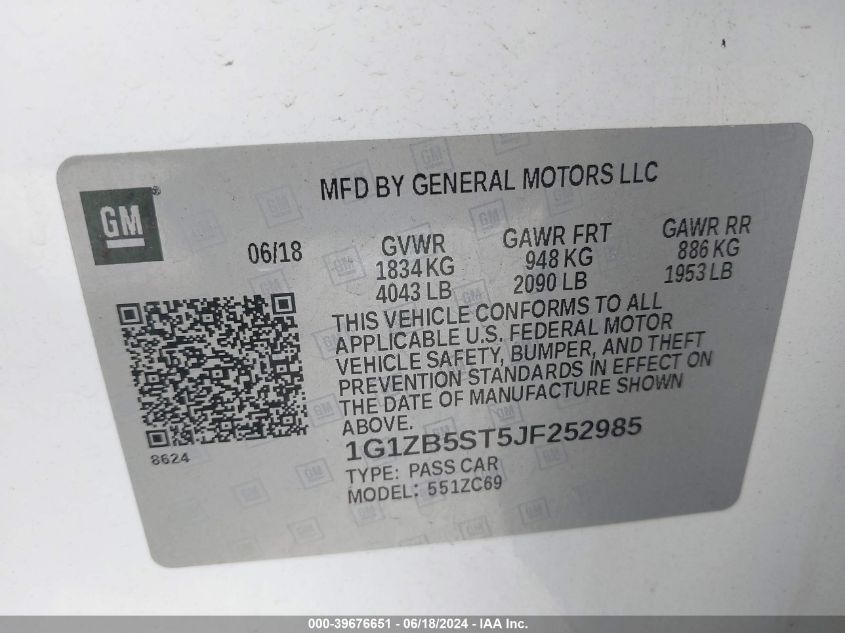 MFD BY GENERAL MOTORS LLC
GM®
06/18 GVWR GAWR FRT GAWR RR
1834 KG 948 KG 886 KG
4043 LB 2090 LB 1953 LB
THIS VEHICLE CONFORMS TO ALL
APPLICABLE U.S. FEDERAL MOTOR
VEHICLE SAFETY, BUMPER, AND THEFT
PREVENTION STANDARDS IN EFFECT ON
THE DATE OF MANUFACTURE SHOWN
ABOVE.
8624
1G1ZB5ST5JF252985
TYPE: PASS CAR
MODEL: 551ZC69
000-39676651 - 06/18/2024 - IAA Inc.